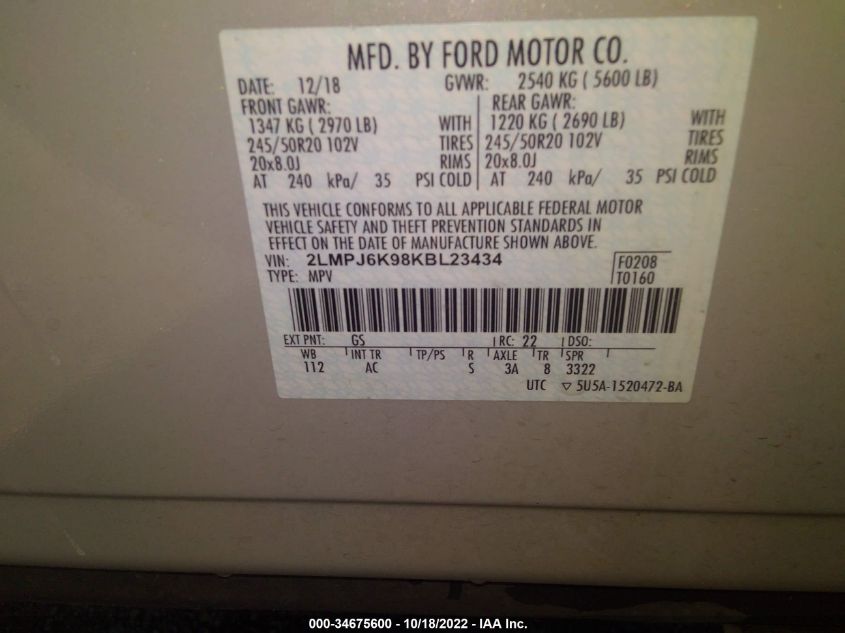 MFD. BY FORD MOTOR CO.
DATE: 12/18 GVWR: 2540 KG ( 5600 LB)
FRONT GAWR: REAR GAWR:
1347 KG ( 2970 LB) WITH 1220 KG ( 2690 LB) WITH
245/50R20 102V TIRES 245/50R20 102V TIRES
20x8.0J RIMS 20x8.0J RIMS
AT 240 kPa/ 35 PSI COLD AT 240 kPa/ 35 PSI COLD
THIS VEHICLE CONFORMS TO ALL APPLICABLE FEDERAL MOTOR
VEHICLE SAFETY AND THEFT PREVENTION STANDARDS IN
EFFECT ON THE DATE OF MANUFACTURE SHOWN ABOVE.
VIN: 2LMPJ6K98KBL23434 F0208
TYPE: MPV T0160
EXT PNT: GS RC: 22 DSO:
WB INT TR TP/PS R AXLE TR SPR
112 AC S 3A 8 3322
UTC ▽ 5U5A-1520472-BA
000-34675600 - 10/18/2022 - IAA Inc.